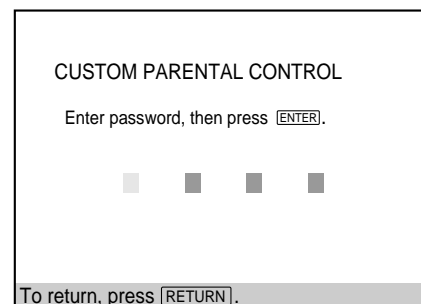 CUSTOM PARENTAL CONTROL
Enter password, then press ENTER.
To return, press RETURN.